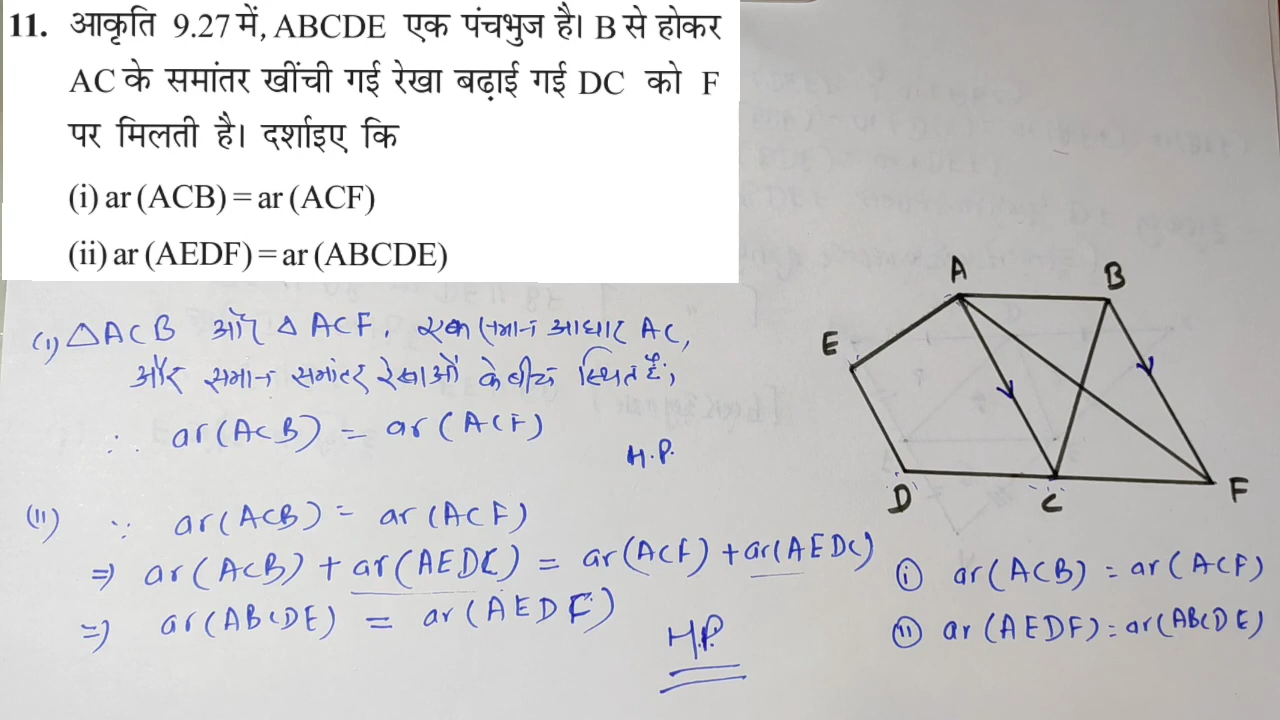 11. आकृति 9.27 में, ABCDE एक पंचभुज है। B से होकर
AC के समांतर खींची गई रेखा बढ़ाई गई DC को F
पर मिलती है। दर्शाइए कि
(i) ar (ACB) = ar (ACF)
(ii) ar (AEDF) = ar (ABCDE)
(i) △ACB और △ ACF, एक समान आधार AC,
और समान समांतर रेखाओं के बीच स्थित हैं,
∴ ar(ACB) = ar(ACF)
H.P.
(ii) ∵ ar(ACB) = ar(ACF)
⇒ ar(ACB) + ar(AEDC) = ar(ACF) + ar(AEDC)
⇒ ar(ABCDE) = ar(AEDF)
H.P.
A
B
E
D
C
F
(i) ar(ACB) = ar(ACF)
(ii) ar(AEDF) = ar(ABCDE)